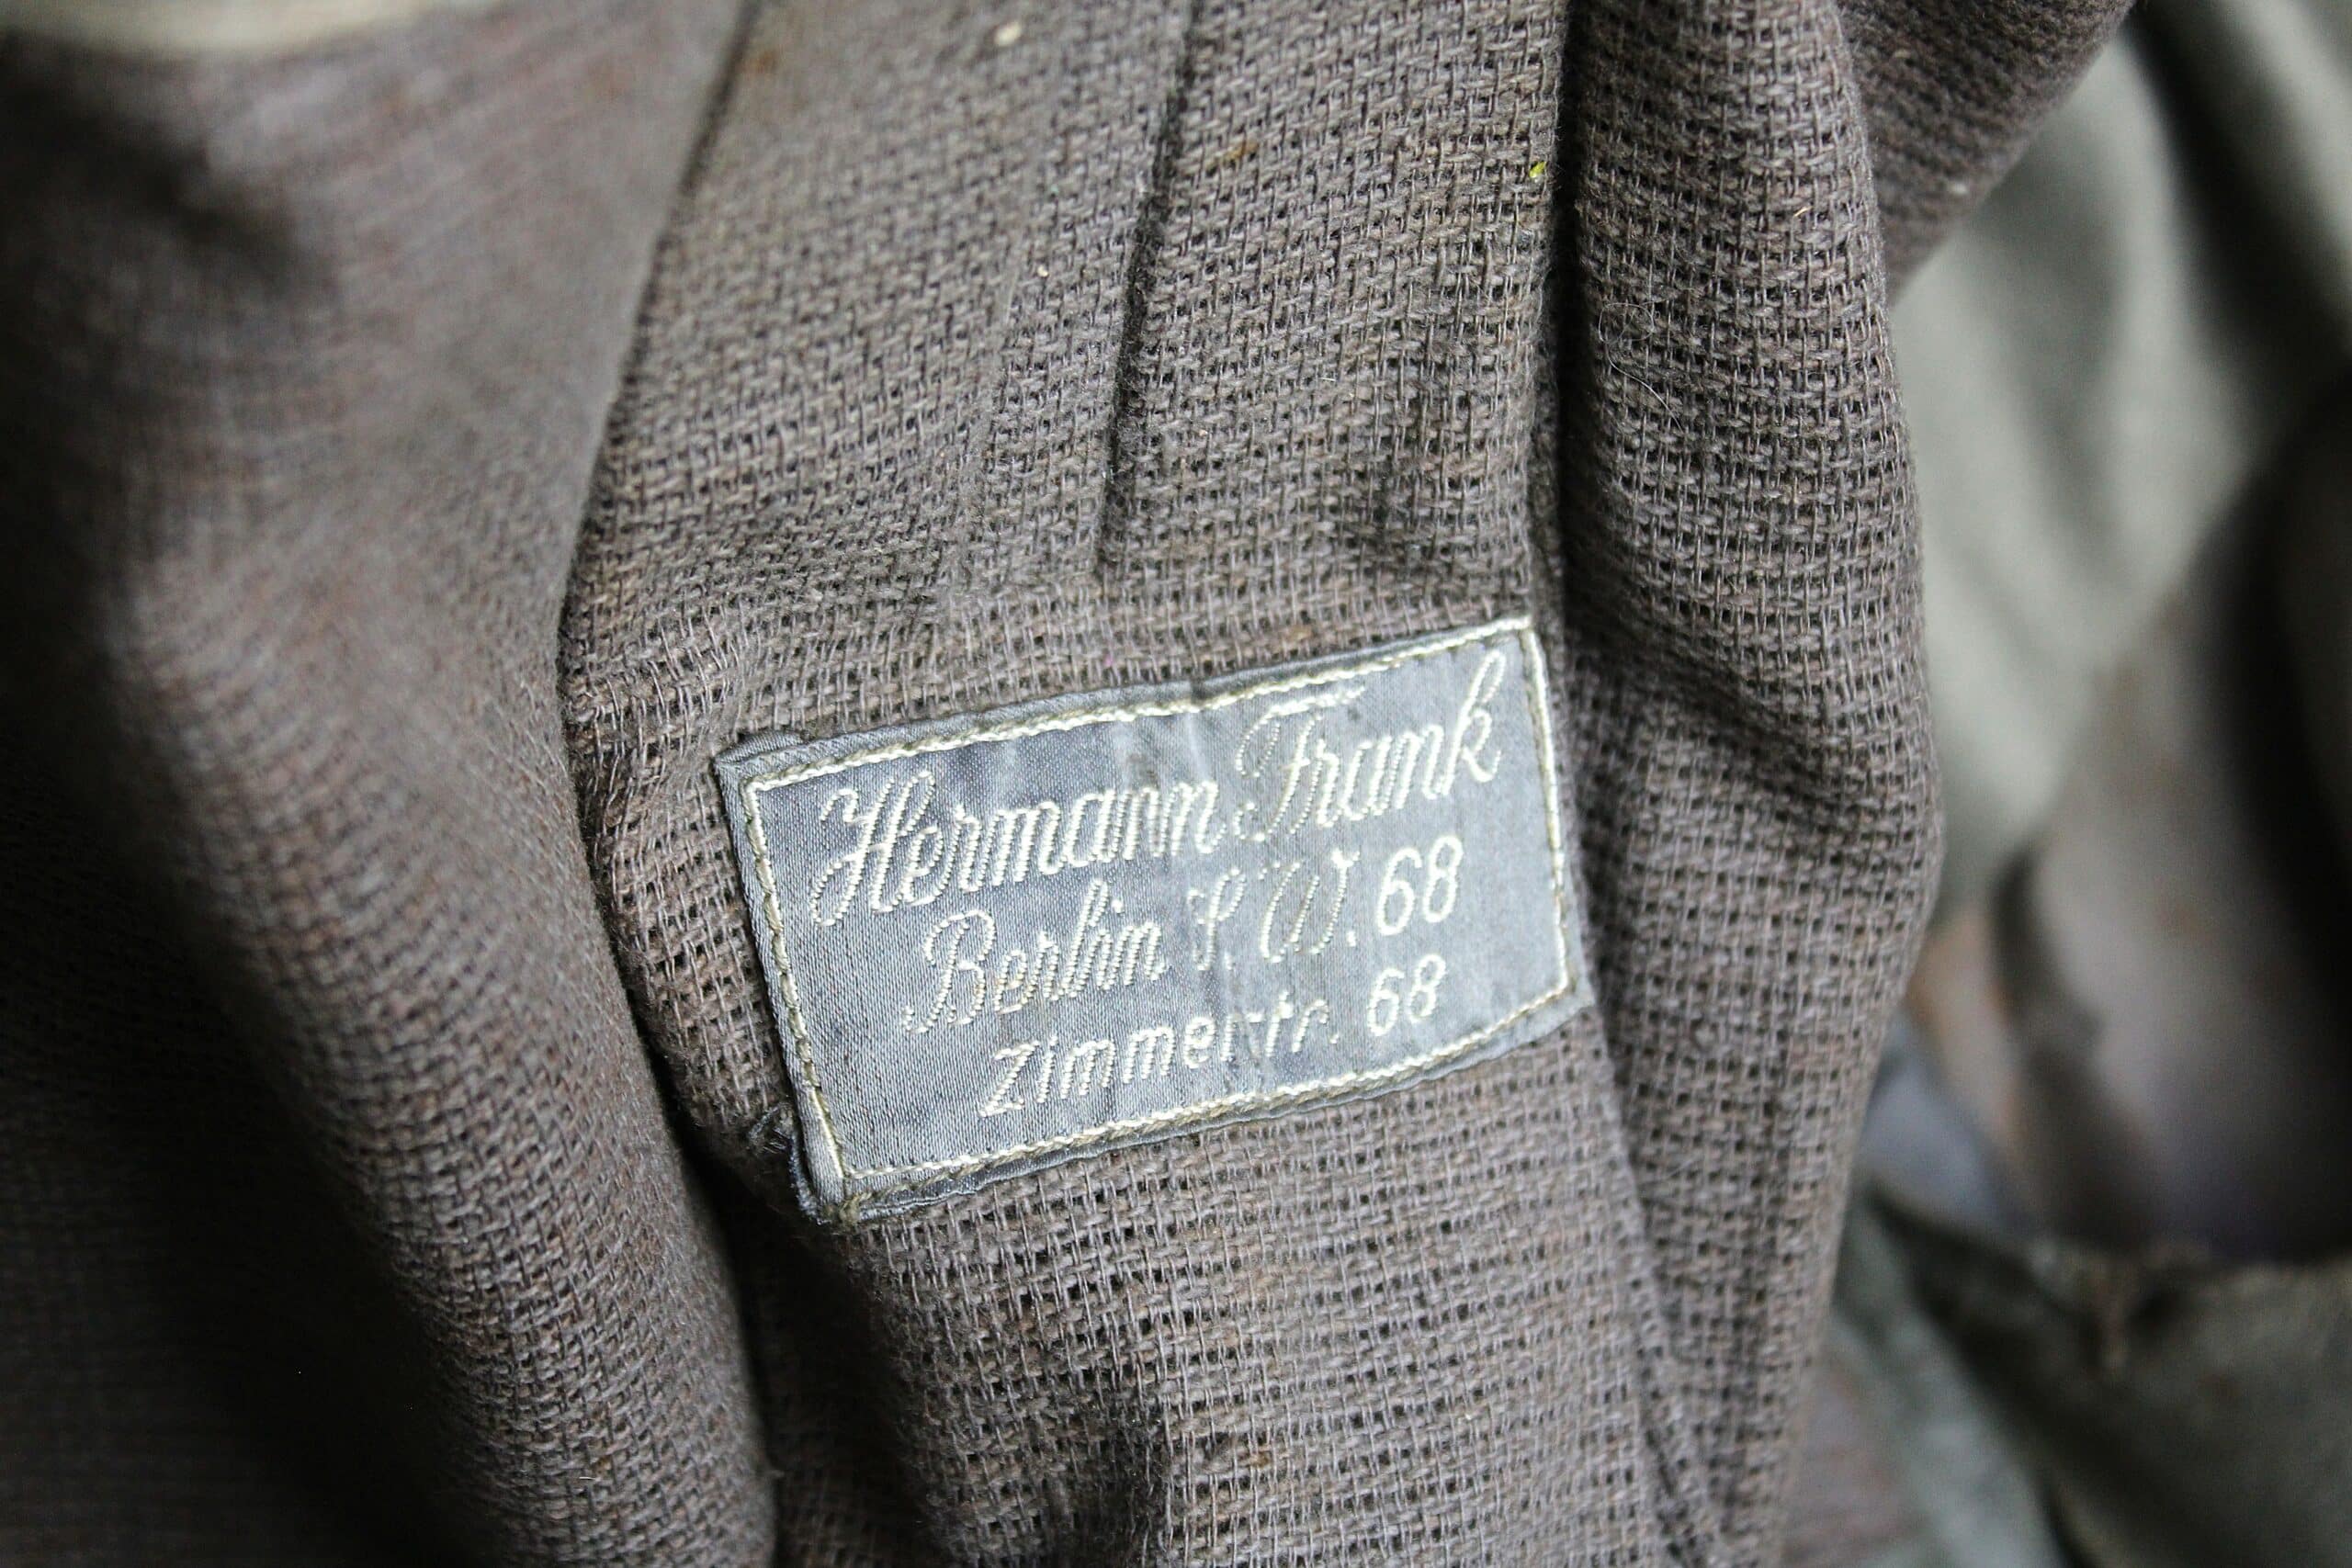 Hermann Frank
Berlin S.W. 68
Zimmerstr. 68